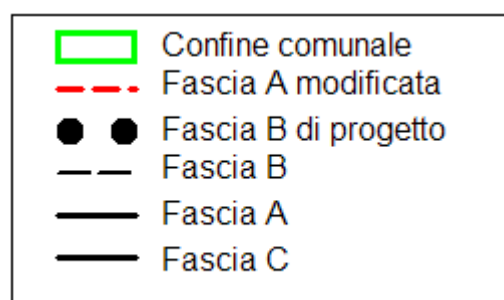 Confine comunale
Fascia A modificata
Fascia B di progetto
Fascia B
Fascia A
Fascia C